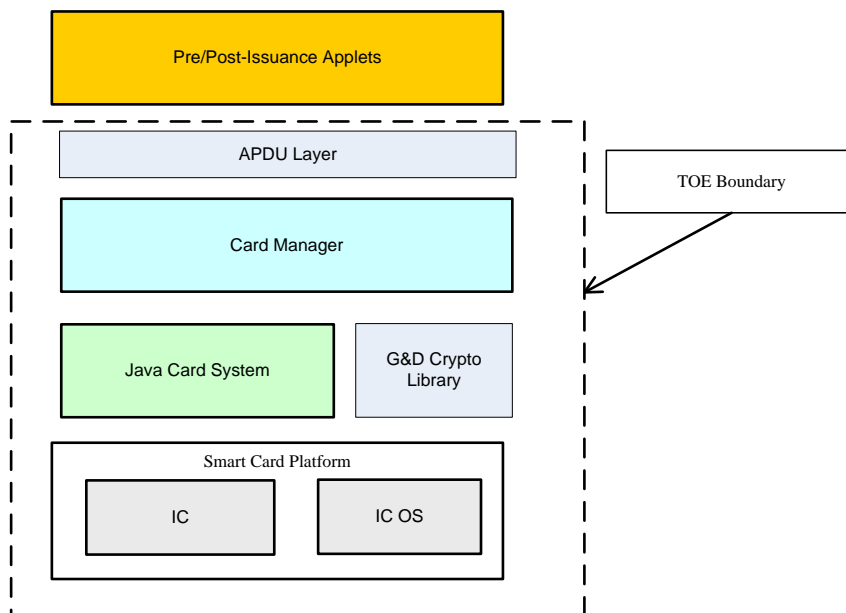 Pre/Post-Issuance Applets
APDU Layer
TOE Boundary
Card Manager
Java Card System
G&D Crypto
Library
Smart Card Platform
IC
IC OS